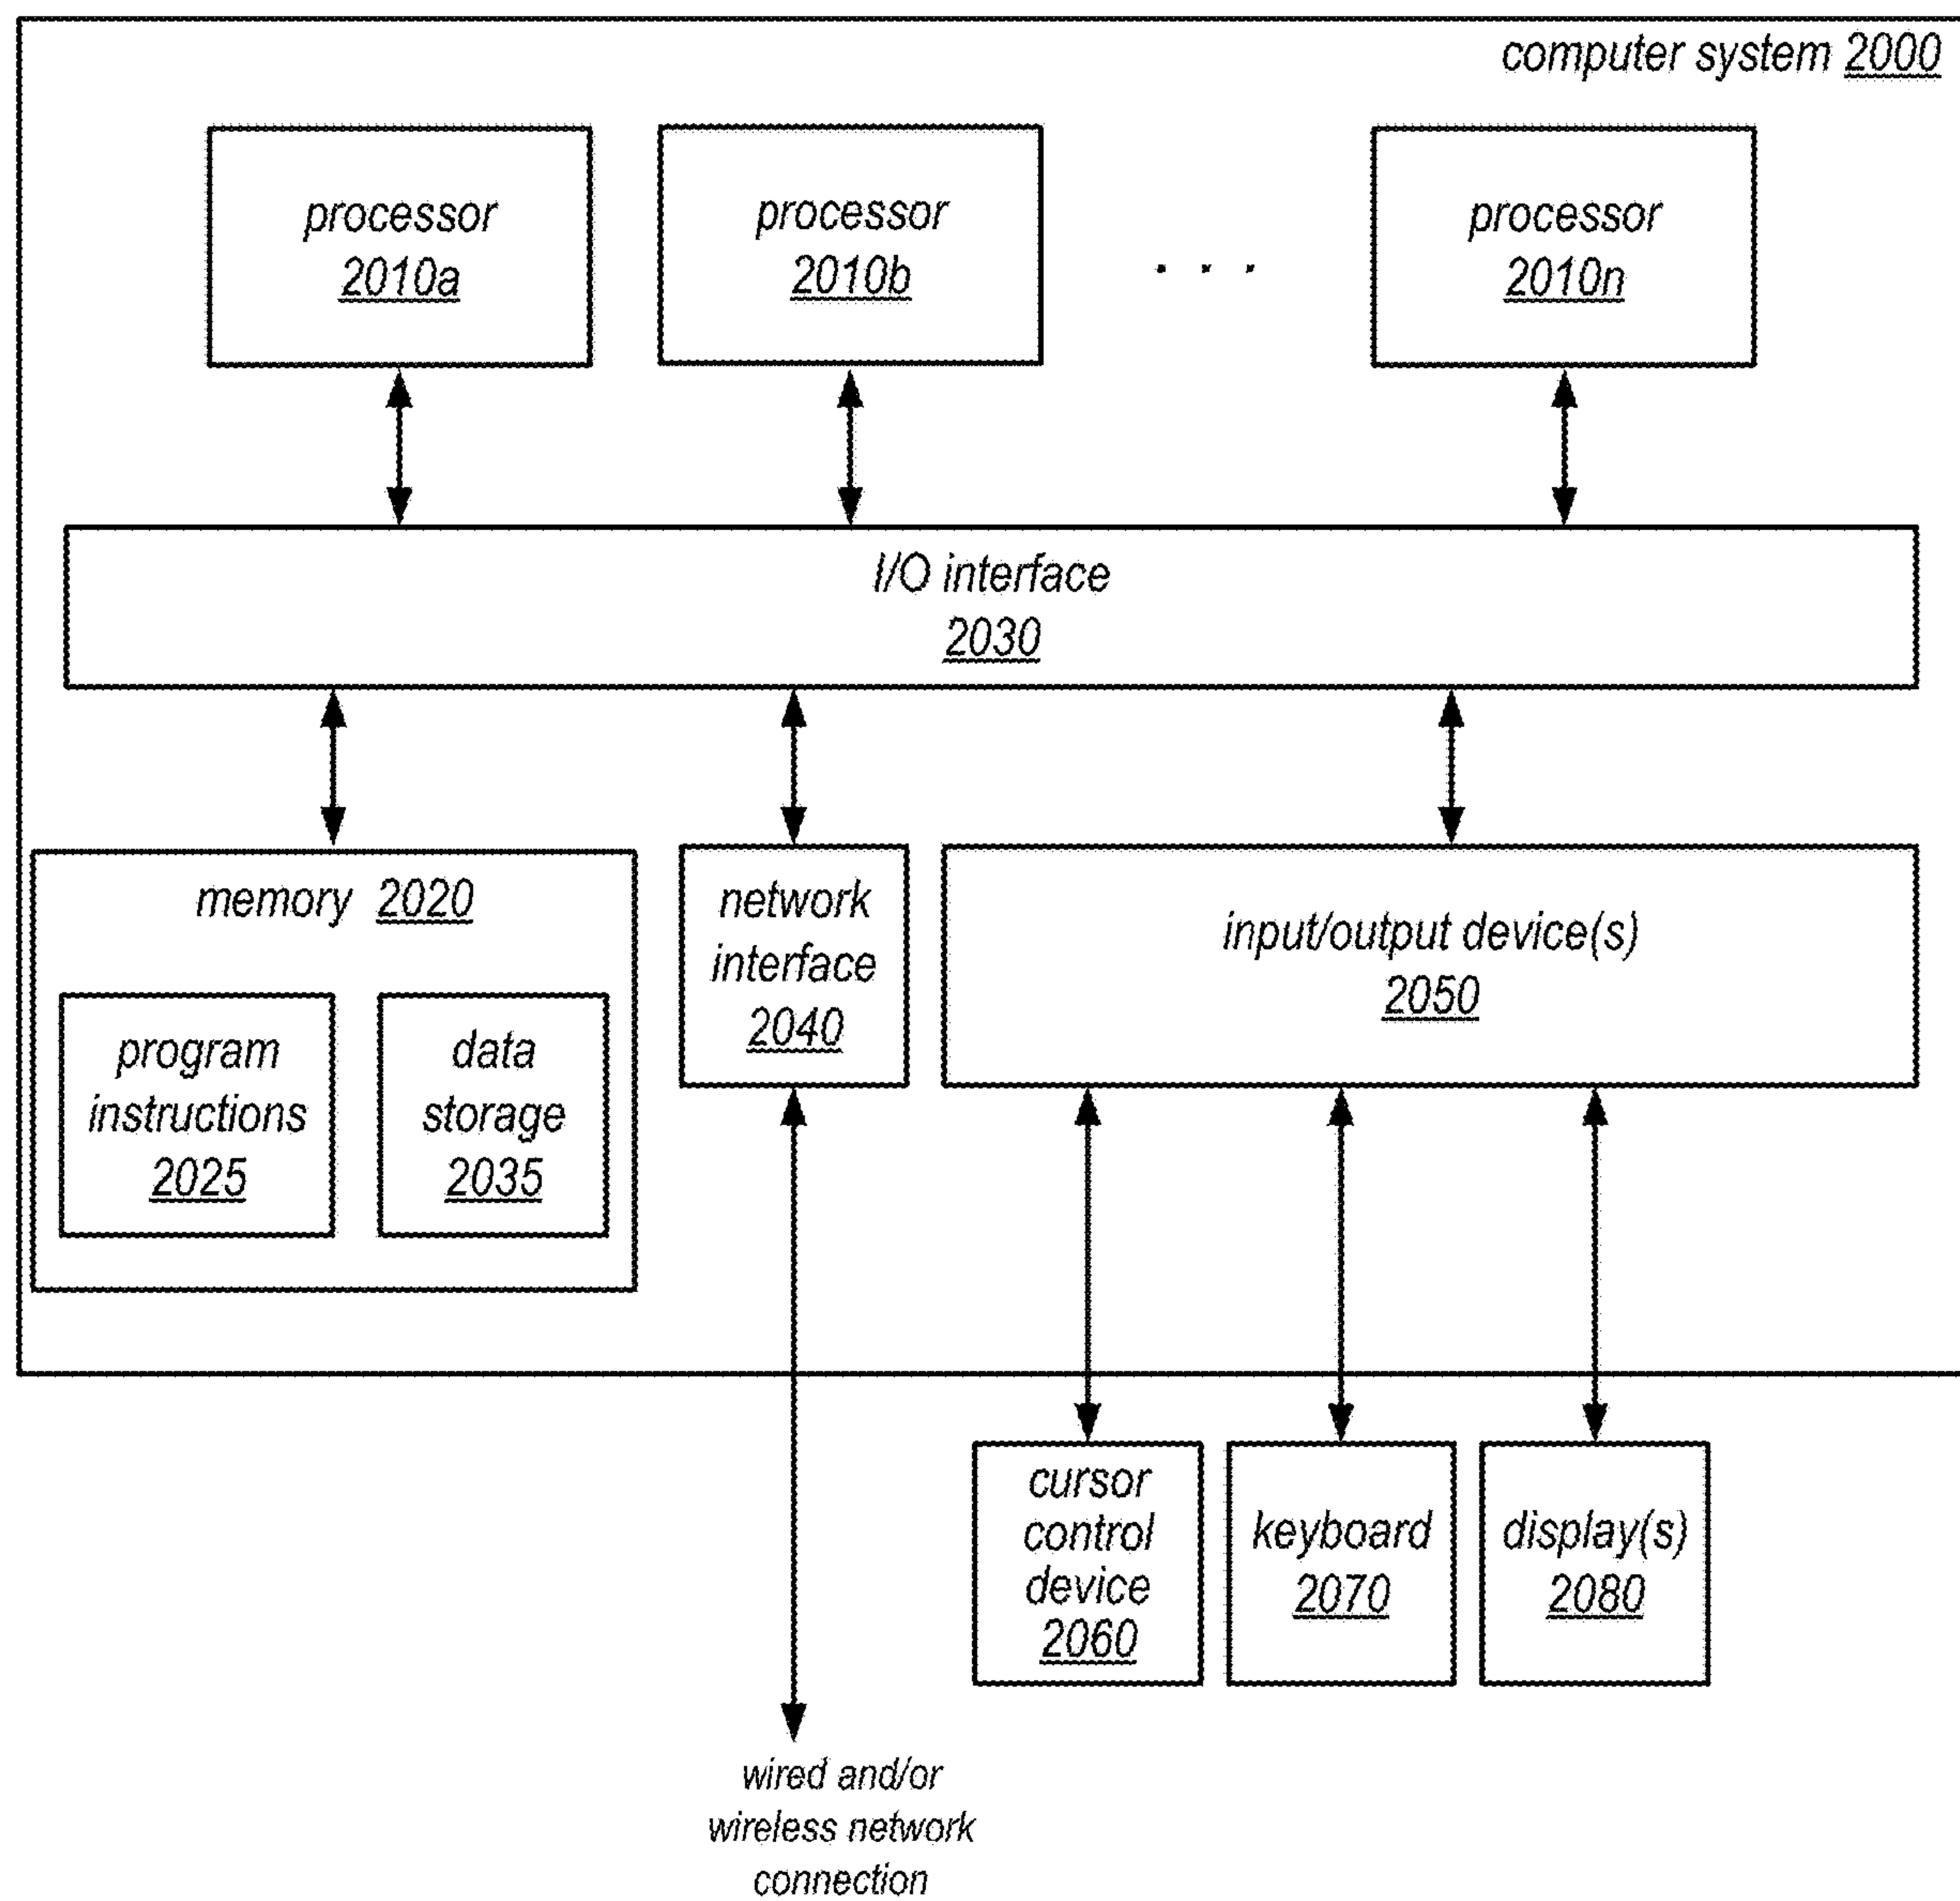 computer system 2000
processor
2010a
processor
2010b
. . .
processor
2010n
I/O interface
2030
memory 2020
program
instructions
2025
data
storage
2035
network
interface
2040
input/output device(s)
2050
cursor
control
device
2060
keyboard
2070
display(s)
2080
wired and/or
wireless network
connection